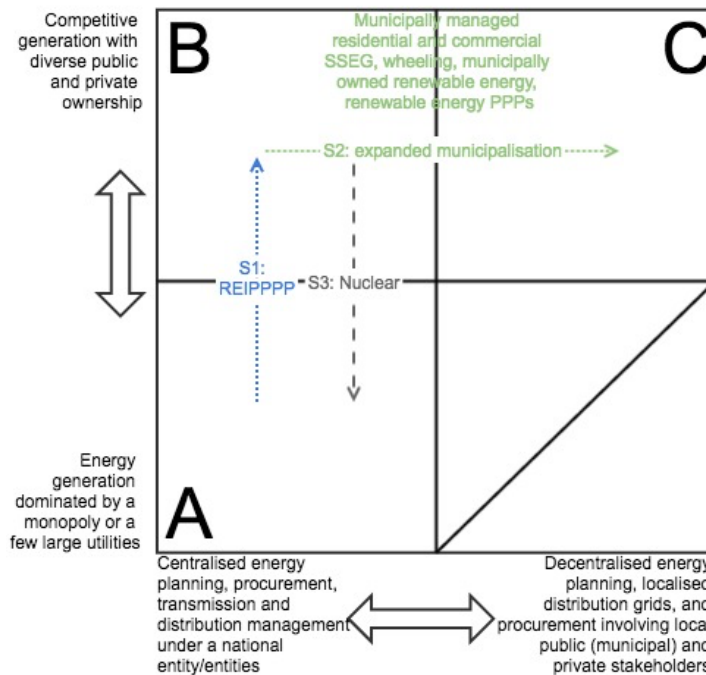 Competitive
generation with
diverse public
and private
ownership
B
Municipally managed
residential and commercial
SSEG, wheeling, municipally
owned renewable energy,
renewable energy PPPs
C
S2: expanded municipalisation
S1:
REIPPPP
S3: Nuclear
Energy
generation
dominated by a
monopoly or a
few large utilities
A
Centralised energy
planning, procurement,
transmission and
distribution management
under a national
entity/entities
Decentralised energy
planning, localised
distribution grids, and
procurement involving local
public (municipal) and
private stakeholders